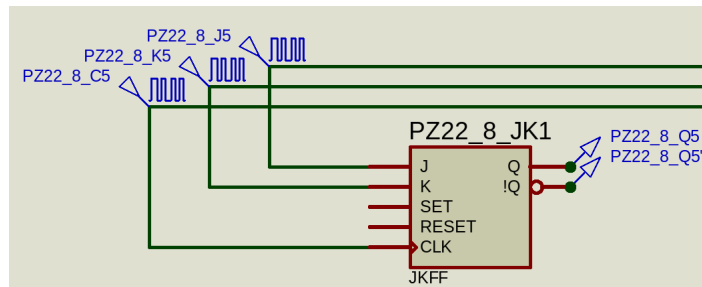 PZ22_8_J5
PZ22_8_K5
PZ22_8_C5
PZ22_8_JK1
PZ22_8_Q5
PZ22_8_Q5'
J
Q
K
!Q
SET
RESET
CLK
JKFF